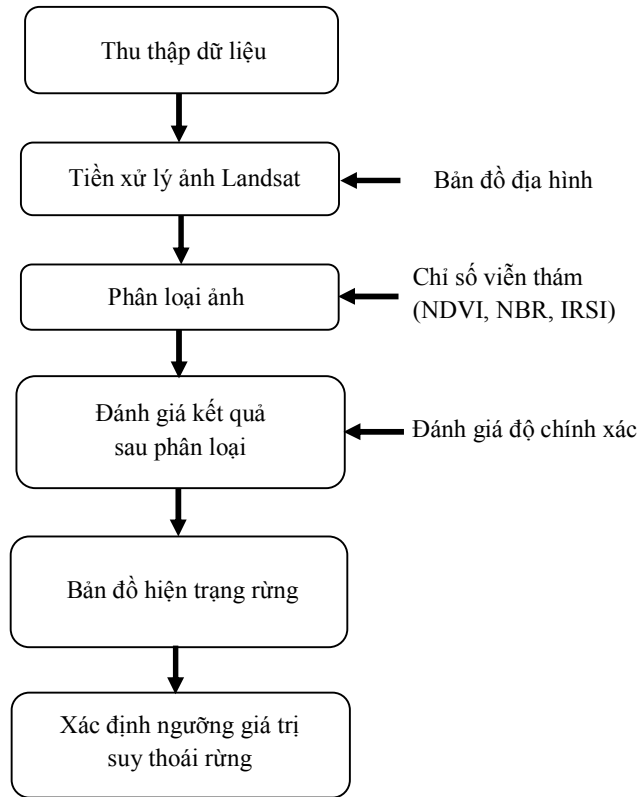 Thu thập dữ liệu
Tiền xử lý ảnh Landsat
Bản đồ địa hình
Phân loại ảnh
Chỉ số viễn thám
(NDVI, NBR, IRSI)
Đánh giá kết quả
sau phân loại
Đánh giá độ chính xác
Bản đồ hiện trạng rừng
Xác định ngưỡng giá trị
suy thoái rừng